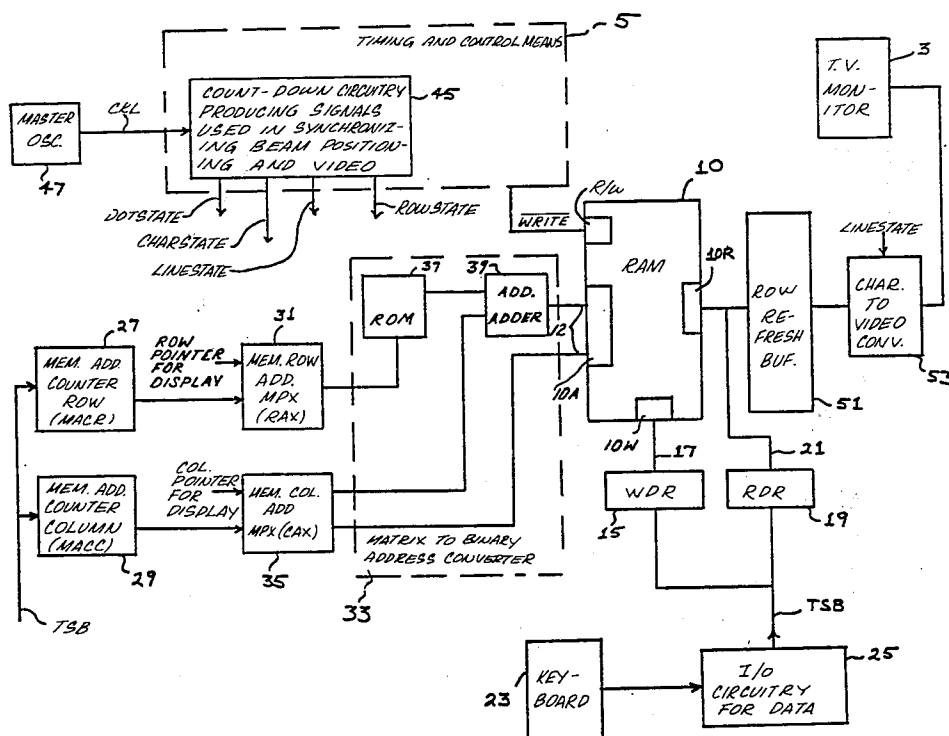 TIMING AND CONTROL MEANS
5
3
T.V.
MON-
ITOR
COUNT-DOWN CIRCUITRY
PRODUCING SIGNALS
USED IN SYNCHRONIZ-
ING BEAM POSITION-
ING AND VIDEO
45
MASTER
OSC.
47
CKL
DOTSTATE
CHARSTATE
LINESTATE
ROWSTATE
WRITE
R/W
10
RAM
10R
10A
10W
12
ROW
RE-
FRESH
BUF.
51
LINESTATE
CHAR.
TO
VIDEO
CONV.
53
37
ROM
39
ADD.
ADDER
27
MEM. ADD.
COUNTER
ROW
(MACR)
ROW
POINTER
FOR
DISPLAY
31
MEM. ROW
ADD.
MPX
(RAX)
MEM. ADD.
COUNTER
COLUMN
(MACC)
29
COL.
POINTER
FOR
DISPLAY
MEM. COL.
ADD
MPX (CAX)
35
MATRIX TO BINARY
ADDRESS CONVERTER
33
TSB
17
WDR
15
21
RDR
19
TSB
23
KEY-
BOARD
I/O
CIRCUITRY
FOR DATA
25